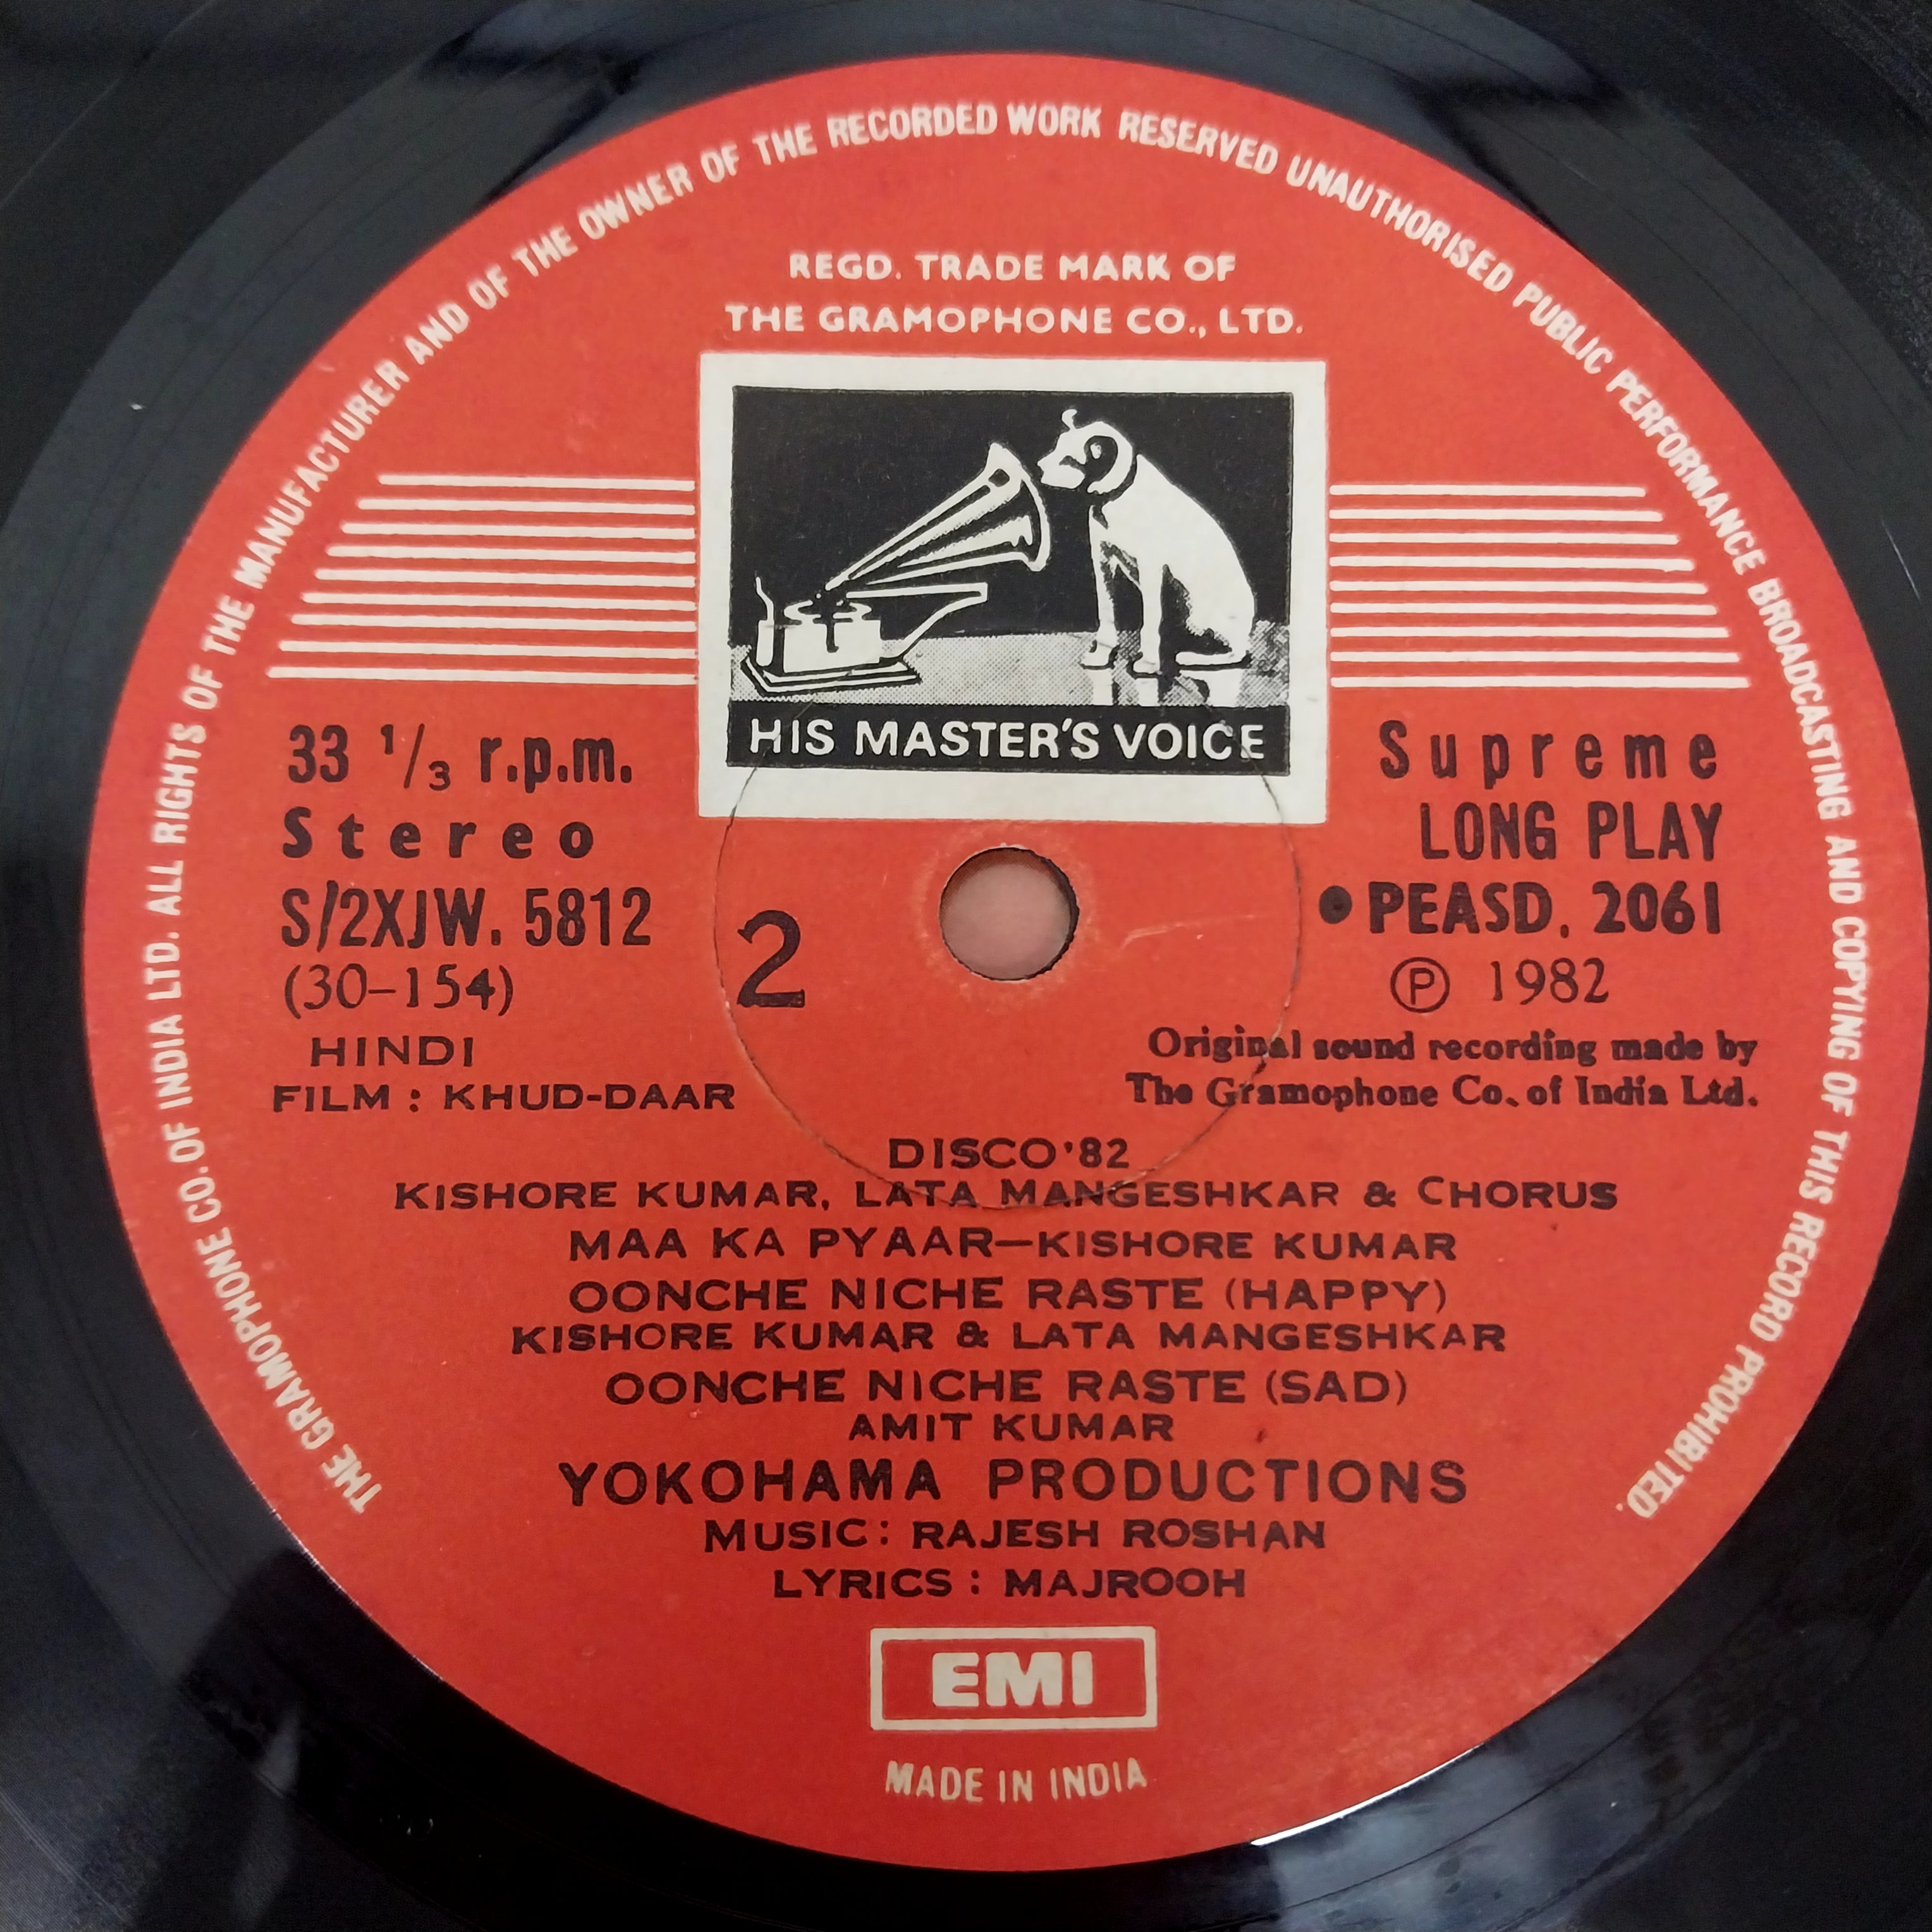 THE GRAMOPHONE CO. OF INDIA LTD. ALL RIGHTS OF THE MANUFACTURER AND OF THE OWNER OF THE RECORDED WORK RESERVED UNAUTHORISED PUBLIC PERFORMANCE BROADCASTING AND COPYING OF THIS RECORD PROHIBITED.
REGD. TRADE MARK OF
THE GRAMOPHONE CO., LTD.
HIS MASTER'S VOICE
33 1/3 r.p.m.
Stereo
S/2XJW. 5812
(30–154)
HINDI
FILM : KHUD-DAAR
2
Supreme
LONG PLAY
● PEASD. 2061
Ⓟ 1982
Original sound recording made by
The Gramophone Co. of India Ltd.
DISCO '82
KISHORE KUMAR, LATA MANGESHKAR & CHORUS
MAA KA PYAAR—KISHORE KUMAR
OONCHE NICHE RASTE (HAPPY)
KISHORE KUMAR & LATA MANGESHKAR
OONCHE NICHE RASTE (SAD)
AMIT KUMAR
YOKOHAMA PRODUCTIONS
MUSIC : RAJESH ROSHAN
LYRICS : MAJROOH
EMI
MADE IN INDIA